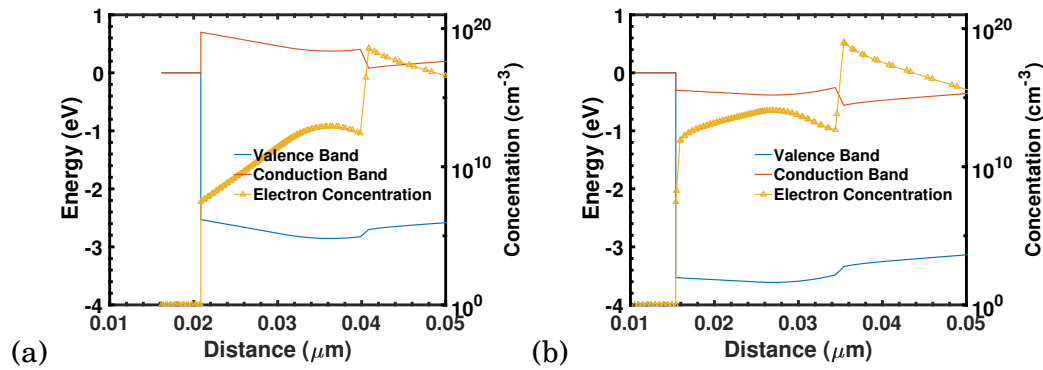 1
0
-1
-2
-3
-4
Energy (eV)
Valence Band
Conduction Band
Electron Concentration
10^20
10^10
10^0
Concentation (cm^-3)
0.01 0.02 0.03 0.04 0.05
Distance (μm)
(a)
1
0
-1
-2
-3
-4
Energy (eV)
Valence Band
Conduction Band
Electron Concentration
10^20
10^10
10^0
Concentation (cm^-3)
0.01 0.02 0.03 0.04 0.05
Distance (μm)
(b)